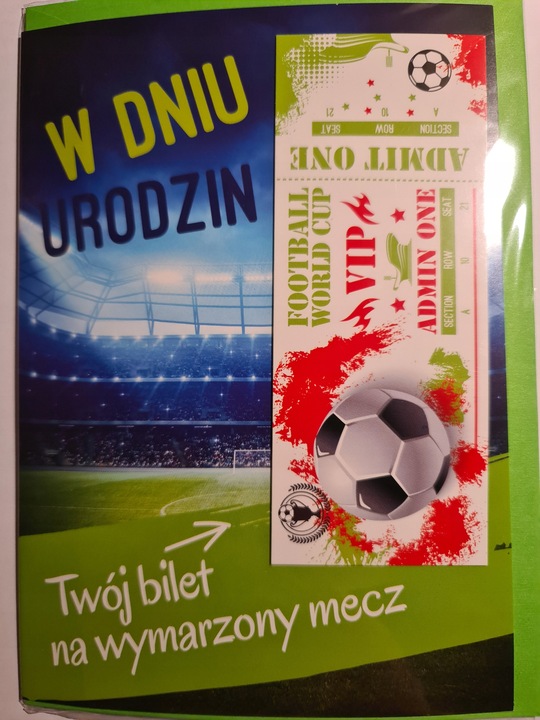 W DNIU
URODZIN
SEAT ROW SECTION
21 10 A
ADMIT ONE
FOOTBALL
WORLD CUP
VIP
ADMIN ONE
SECTION ROW SEAT
A 10 21
Twój bilet
na wymarzony mecz